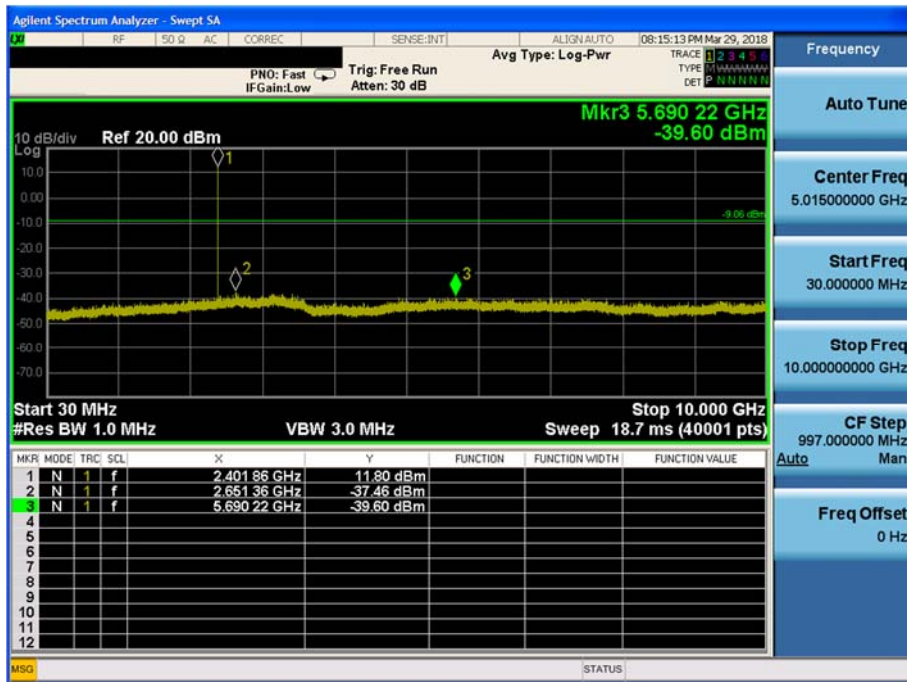 Agilent Spectrum Analyzer - Swept SA
LXI RF 50 Ω AC CORREC SENSE:INT ALIGN AUTO 08:15:13 PM Mar 29, 2018
Frequency
Avg Type: Log-Pwr
TRACE 1 2 3 4 5 6
PNO: Fast Trig: Free Run
TYPE M W W W W W
IFGain:Low Atten: 30 dB
DET P N N N N N
Auto Tune
Mkr3 5.690 22 GHz
-39.60 dBm
10 dB/div Ref 20.00 dBm
Log
1
10.0
0.00
-10.0
-9.06 dBm
-20.0
-30.0
2
3
-40.0
-50.0
-60.0
-70.0
Center Freq
5.015000000 GHz
Start Freq
30.000000 MHz
Stop Freq
10.000000000 GHz
Start 30 MHz Stop 10.000 GHz
#Res BW 1.0 MHz VBW 3.0 MHz Sweep 18.7 ms (40001 pts)
CF Step
997.000000 MHz
Auto Man
Freq Offset
0 Hz
MKR MODE TRC SCL X Y FUNCTION FUNCTION WIDTH FUNCTION VALUE
1 N 1 f 2.401 86 GHz 11.80 dBm
2 N 1 f 2.651 36 GHz -37.46 dBm
3 N 1 f 5.690 22 GHz -39.60 dBm
4
5
6
7
8
9
10
11
12
MSG STATUS